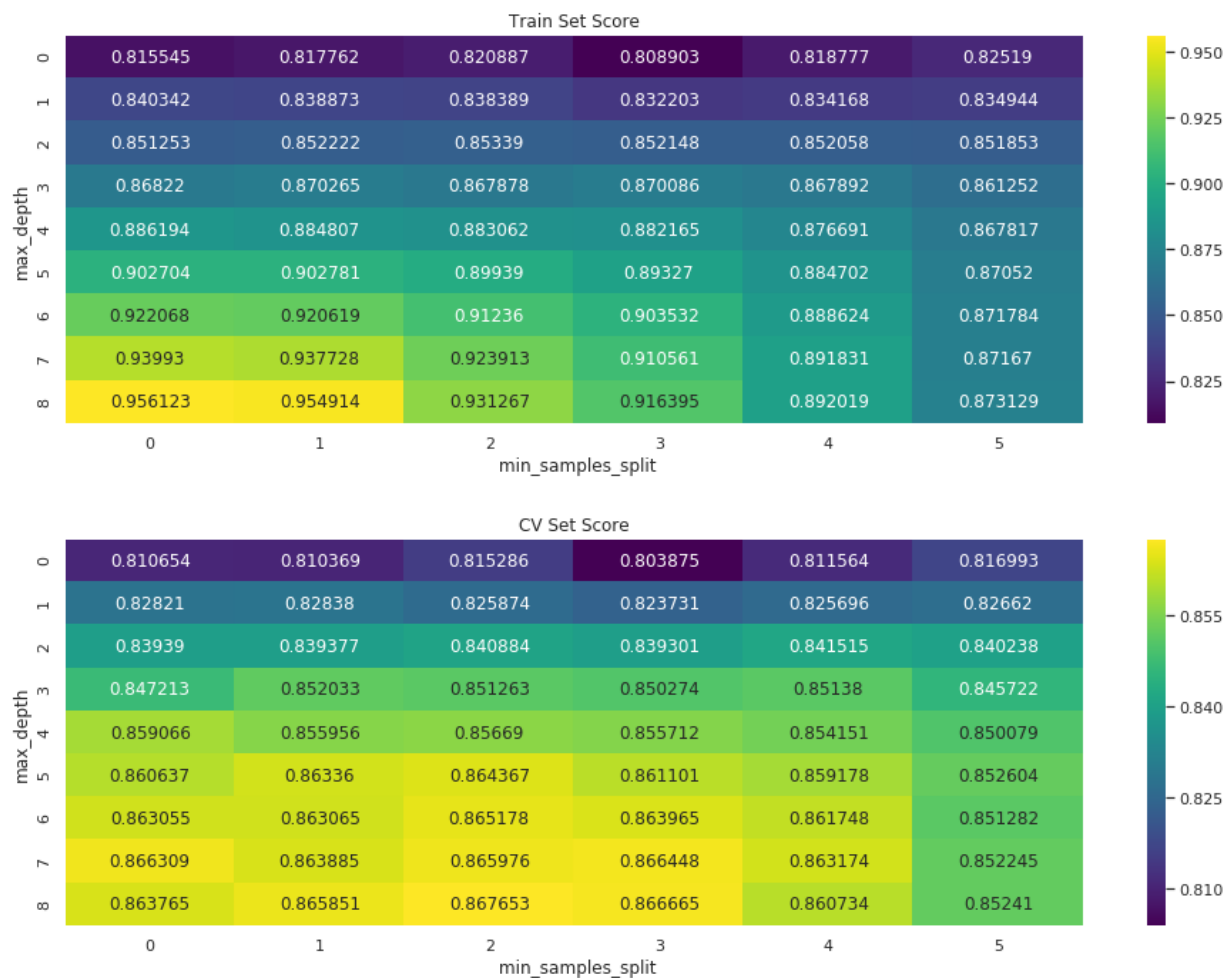 Train Set Score
0 0.815545 0.817762 0.820887 0.808903 0.818777 0.82519
1 0.840342 0.838873 0.838389 0.832203 0.834168 0.834944
2 0.851253 0.852222 0.85339 0.852148 0.852058 0.851853
3 0.86822 0.870265 0.867878 0.870086 0.867892 0.861252
4 0.886194 0.884807 0.883062 0.882165 0.876691 0.867817
5 0.902704 0.902781 0.89939 0.89327 0.884702 0.87052
6 0.922068 0.920619 0.91236 0.903532 0.888624 0.871784
7 0.93993 0.937728 0.923913 0.910561 0.891831 0.87167
8 0.956123 0.954914 0.931267 0.916395 0.892019 0.873129
0 1 2 3 4 5
max_depth
min_samples_split
0.950
0.925
0.900
0.875
0.850
0.825
CV Set Score
0 0.810654 0.810369 0.815286 0.803875 0.811564 0.816993
1 0.82821 0.82838 0.825874 0.823731 0.825696 0.82662
2 0.83939 0.839377 0.840884 0.839301 0.841515 0.840238
3 0.847213 0.852033 0.851263 0.850274 0.85138 0.845722
4 0.859066 0.855956 0.85669 0.855712 0.854151 0.850079
5 0.860637 0.86336 0.864367 0.861101 0.859178 0.852604
6 0.863055 0.863065 0.865178 0.863965 0.861748 0.851282
7 0.866309 0.863885 0.865976 0.866448 0.863174 0.852245
8 0.863765 0.865851 0.867653 0.866665 0.860734 0.85241
0 1 2 3 4 5
max_depth
min_samples_split
0.855
0.840
0.825
0.810